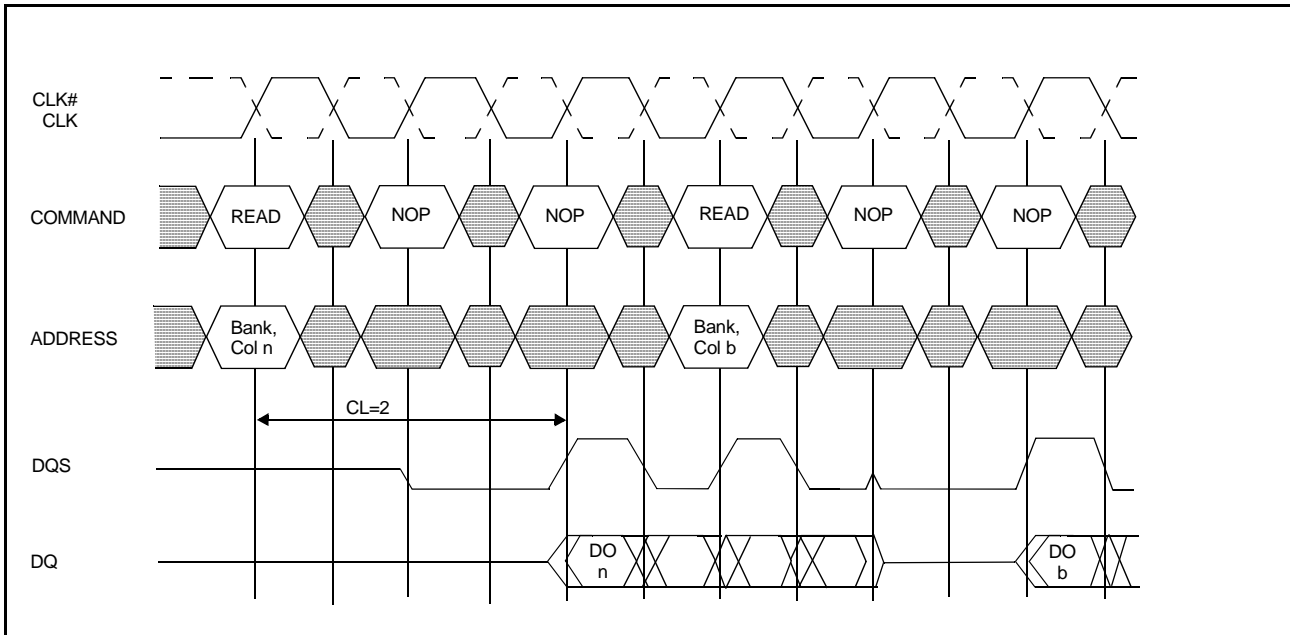 CLK#
CLK
COMMAND
READ
NOP
NOP
READ
NOP
NOP
ADDRESS
Bank,
Col n
Bank,
Col b
CL=2
DQS
DQ
DO
n
DO
b